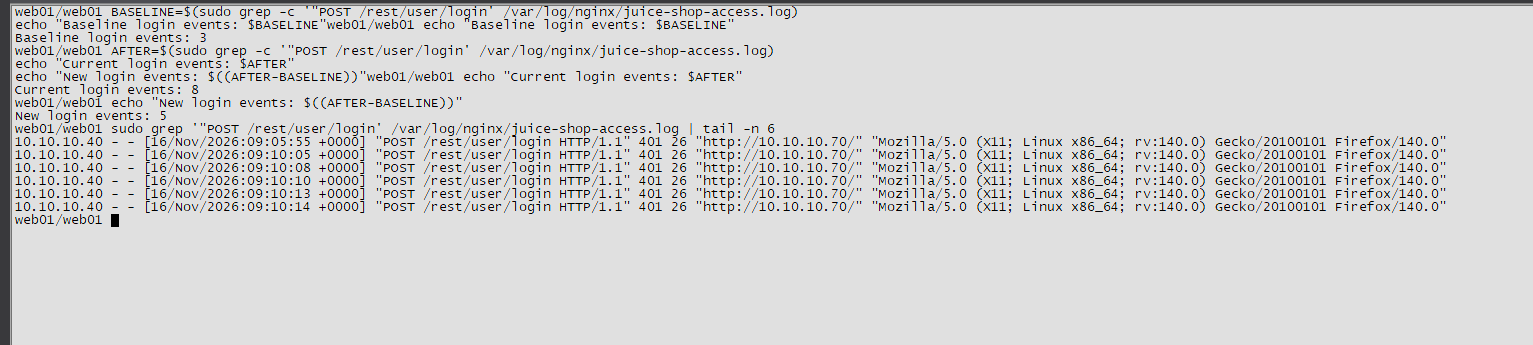 web01/web01 BASELINE=$(sudo grep -c '"POST /rest/user/login' /var/log/nginx/juice-shop-access.log)
echo "Baseline login events: $BASELINE"web01/web01 echo "Baseline login events: $BASELINE"
Baseline login events: 3
web01/web01 AFTER=$(sudo grep -c '"POST /rest/user/login' /var/log/nginx/juice-shop-access.log)
echo "Current login events: $AFTER"
echo "New login events: $((AFTER-BASELINE))"web01/web01 echo "Current login events: $AFTER"
Current login events: 8
web01/web01 echo "New login events: $((AFTER-BASELINE))"
New login events: 5
web01/web01 sudo grep '"POST /rest/user/login' /var/log/nginx/juice-shop-access.log | tail -n 6
10.10.10.40 - - [16/Nov/2026:09:05:55 +0000] "POST /rest/user/login HTTP/1.1" 401 26 "http://10.10.10.70/" "Mozilla/5.0 (X11; Linux x86_64; rv:140.0) Gecko/20100101 Firefox/140.0"
10.10.10.40 - - [16/Nov/2026:09:10:05 +0000] "POST /rest/user/login HTTP/1.1" 401 26 "http://10.10.10.70/" "Mozilla/5.0 (X11; Linux x86_64; rv:140.0) Gecko/20100101 Firefox/140.0"
10.10.10.40 - - [16/Nov/2026:09:10:08 +0000] "POST /rest/user/login HTTP/1.1" 401 26 "http://10.10.10.70/" "Mozilla/5.0 (X11; Linux x86_64; rv:140.0) Gecko/20100101 Firefox/140.0"
10.10.10.40 - - [16/Nov/2026:09:10:10 +0000] "POST /rest/user/login HTTP/1.1" 401 26 "http://10.10.10.70/" "Mozilla/5.0 (X11; Linux x86_64; rv:140.0) Gecko/20100101 Firefox/140.0"
10.10.10.40 - - [16/Nov/2026:09:10:13 +0000] "POST /rest/user/login HTTP/1.1" 401 26 "http://10.10.10.70/" "Mozilla/5.0 (X11; Linux x86_64; rv:140.0) Gecko/20100101 Firefox/140.0"
10.10.10.40 - - [16/Nov/2026:09:10:14 +0000] "POST /rest/user/login HTTP/1.1" 401 26 "http://10.10.10.70/" "Mozilla/5.0 (X11; Linux x86_64; rv:140.0) Gecko/20100101 Firefox/140.0"
web01/web01